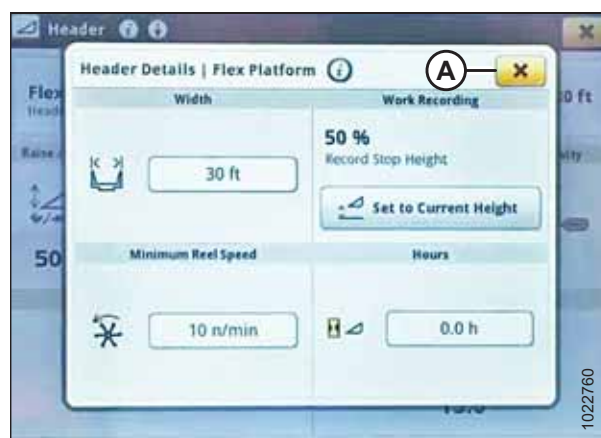 Header
Header Details | Flex Platform
A
Width
Work Recording
30 ft
50 %
Record Stop Height
Set to Current Height
Minimum Reel Speed
Hours
10 n/min
0.0 h
Flex
0 ft
Raise
50
1022760